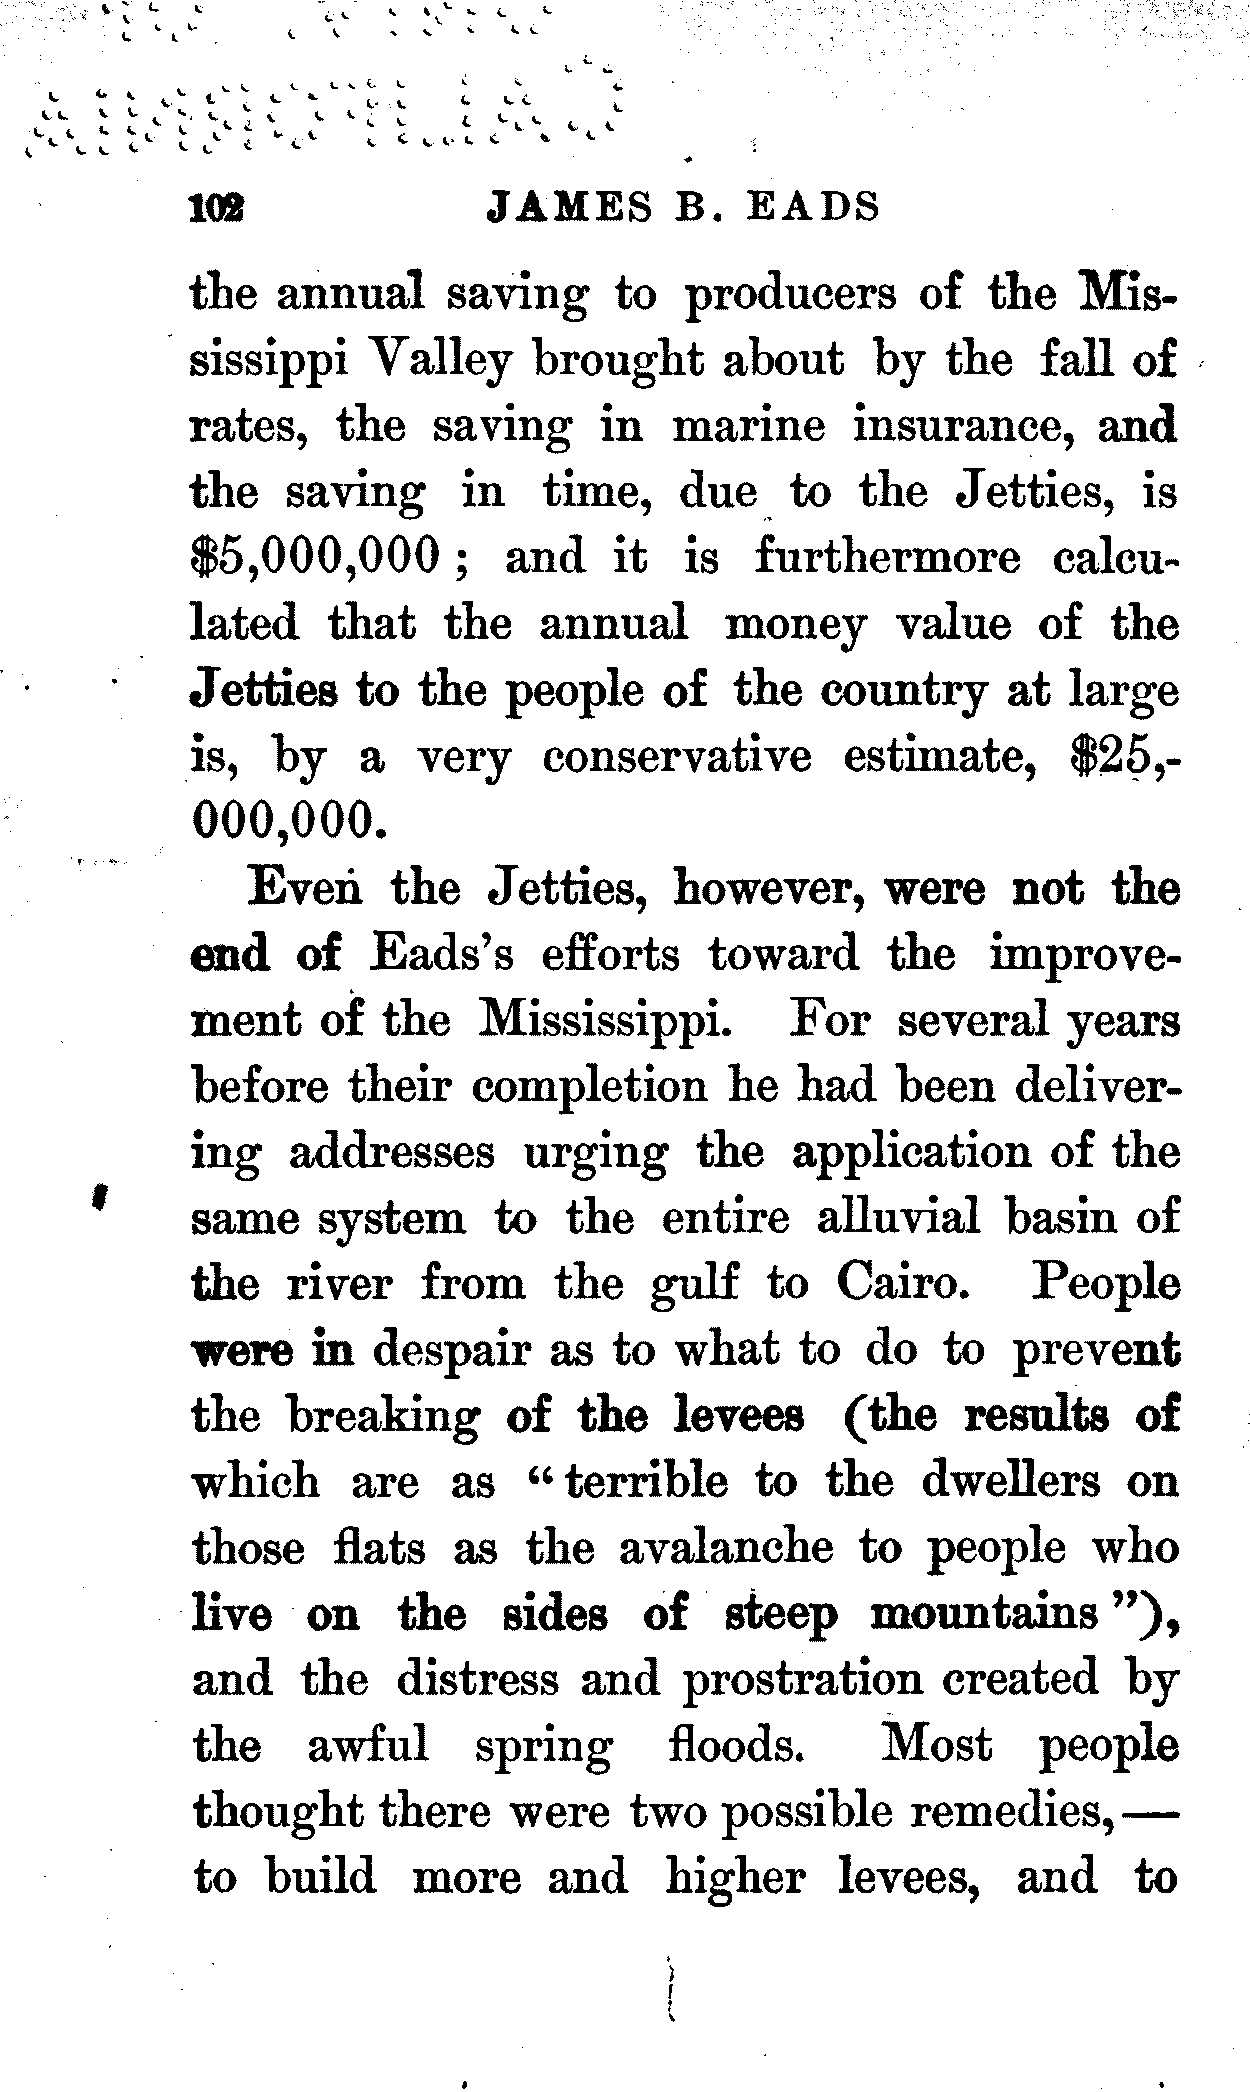 102 JAMES B. EADS
the annual saving to producers of the Mis-
sissippi Valley brought about by the fall of
rates, the saving in marine insurance, and
the saving in time, due to the Jetties, is
$5,000,000 ; and it is furthermore calcu-
lated that the annual money value of the
Jetties to the people of the country at large
is, by a very conservative estimate, $25,-
000,000.
Even the Jetties, however, were not the
end of Eads's efforts toward the improve-
ment of the Mississippi. For several years
before their completion he had been deliver-
ing addresses urging the application of the
same system to the entire alluvial basin of
the river from the gulf to Cairo. People
were in despair as to what to do to prevent
the breaking of the levees (the results of
which are as “ terrible to the dwellers on
those flats as the avalanche to people who
live on the sides of steep mountains ”),
and the distress and prostration created by
the awful spring floods. Most people
thought there were two possible remedies,—
to build more and higher levees, and to